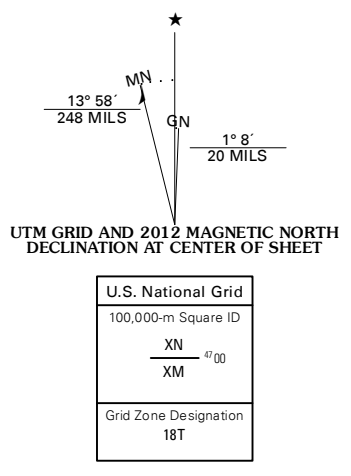 ★
MN
13° 58´
248 MILS
GN
1° 8´
20 MILS
UTM GRID AND 2012 MAGNETIC NORTH
DECLINATION AT CENTER OF SHEET
U.S. National Grid
100,000-m Square ID
XN
4700
XM
Grid Zone Designation
18T